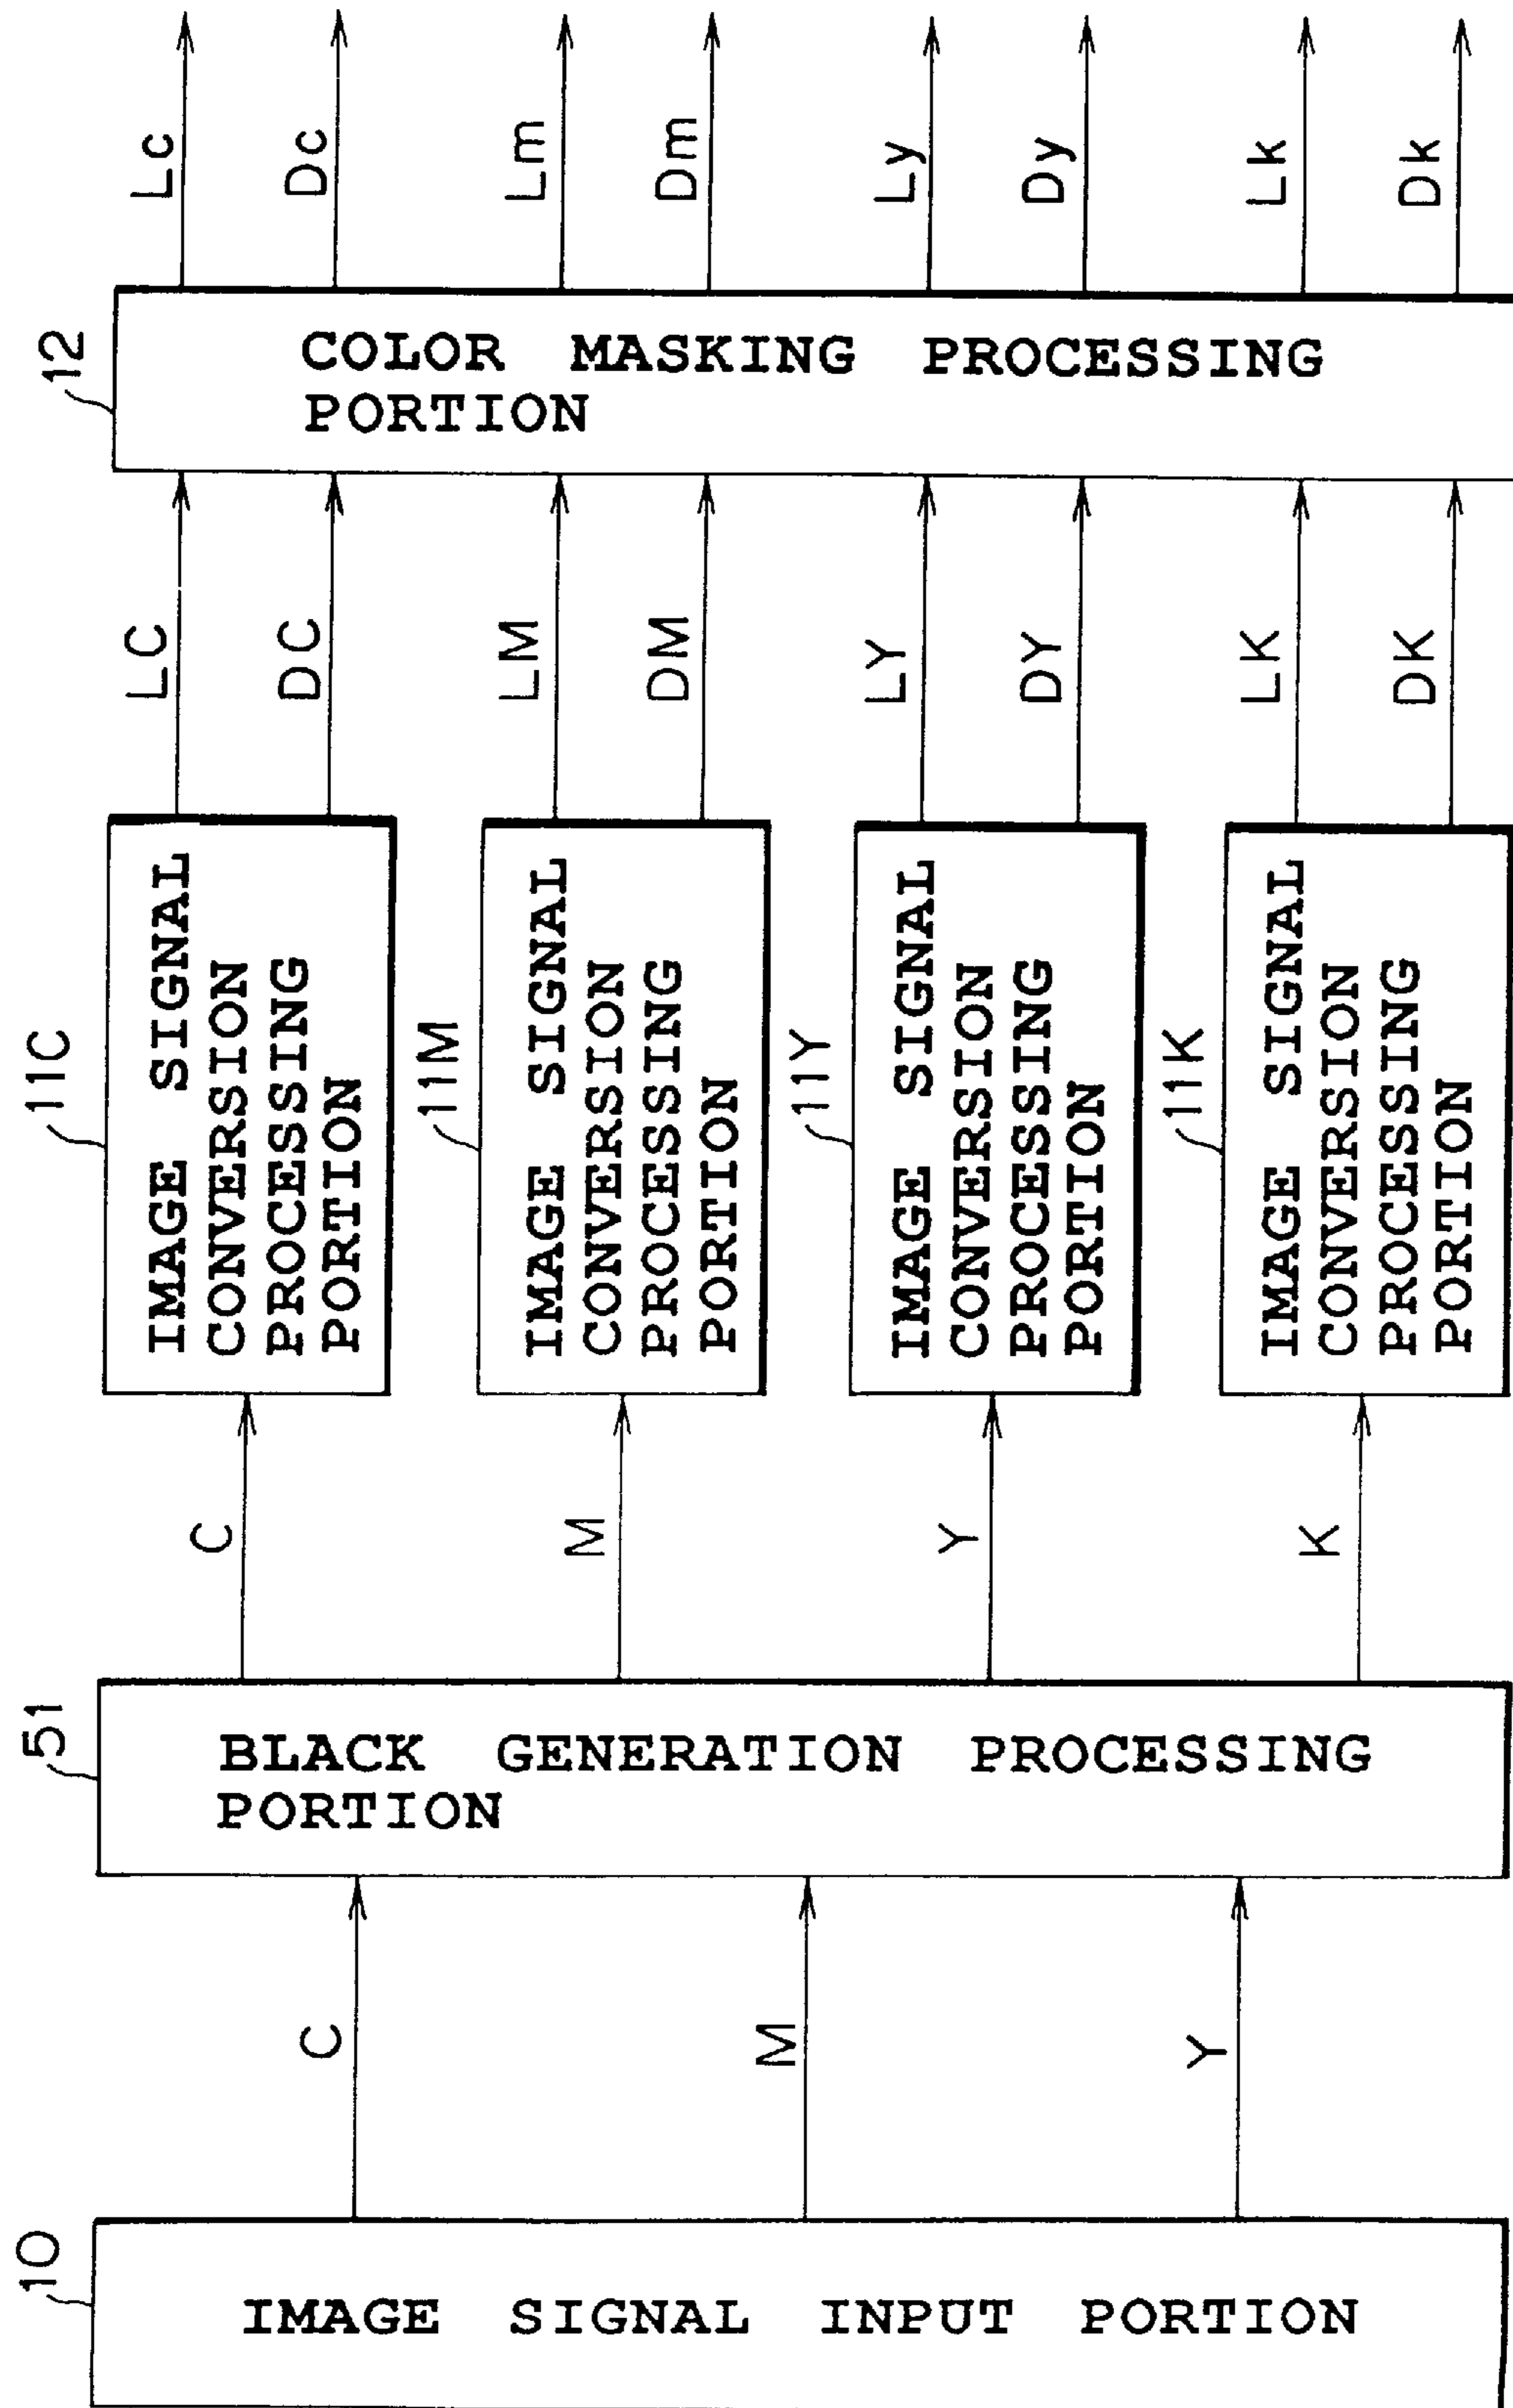 10
IMAGE SIGNAL INPUT PORTION
C
M
Y
51
BLACK GENERATION PROCESSING
PORTION
C
M
Y
K
11C
IMAGE SIGNAL
CONVERSION
PROCESSING
PORTION
11M
IMAGE SIGNAL
CONVERSION
PROCESSING
PORTION
11Y
IMAGE SIGNAL
CONVERSION
PROCESSING
PORTION
11K
IMAGE SIGNAL
CONVERSION
PROCESSING
PORTION
LC
DC
LM
DM
LY
DY
LK
DK
12
COLOR MASKING PROCESSING
PORTION
Lc
Dc
Lm
Dm
Ly
Dy
Lk
Dk